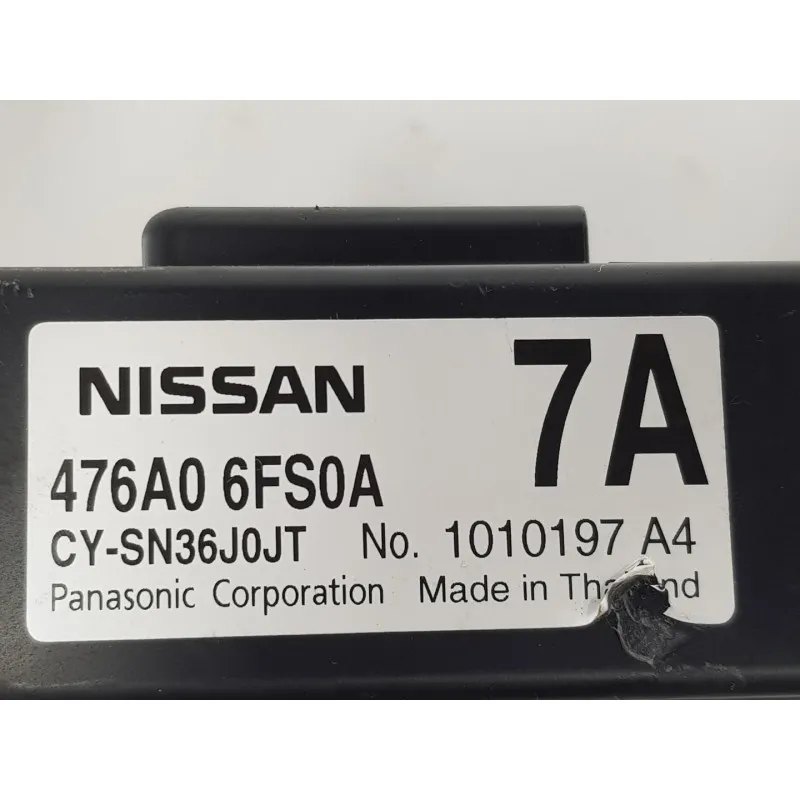 NISSAN 7A
476A0 6FS0A
CY-SN36J0JT No. 1010197 A4
Panasonic Corporation Made in